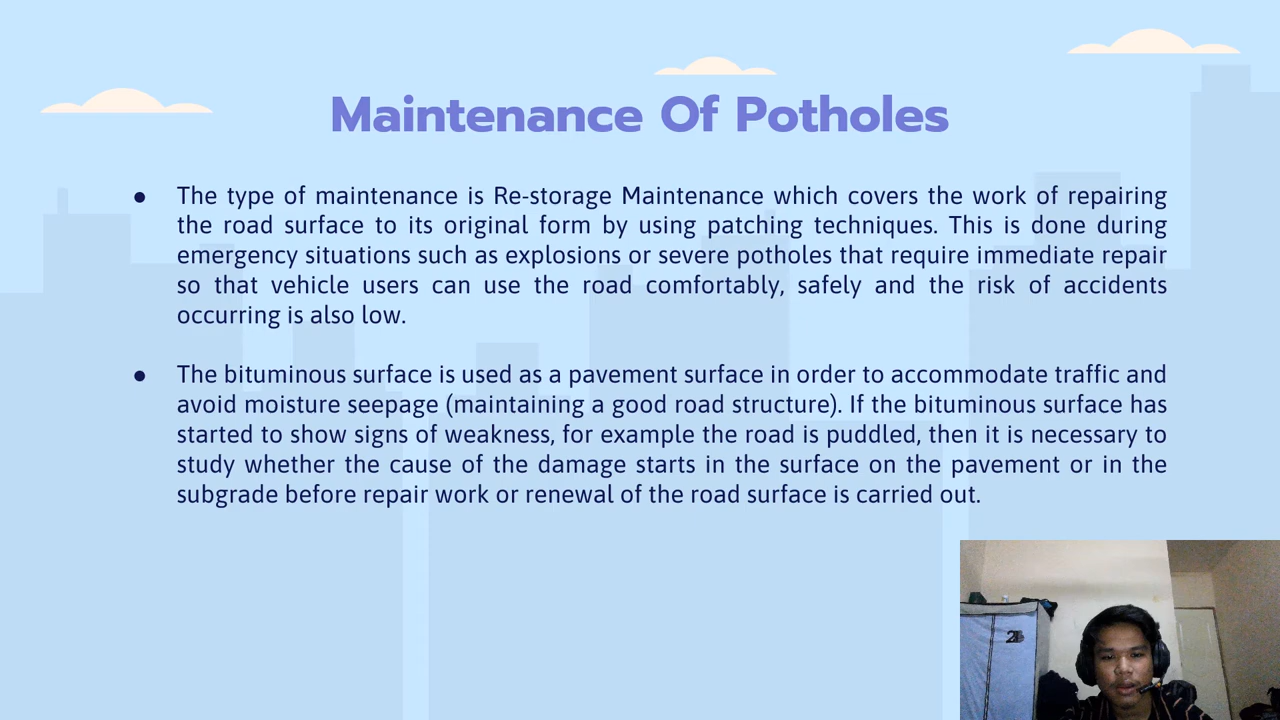 Maintenance Of Potholes
● The type of maintenance is Re-storage Maintenance which covers the work of repairing
the road surface to its original form by using patching techniques. This is done during
emergency situations such as explosions or severe potholes that require immediate repair
so that vehicle users can use the road comfortably, safely and the risk of accidents
occurring is also low.
● The bituminous surface is used as a pavement surface in order to accommodate traffic and
avoid moisture seepage (maintaining a good road structure). If the bituminous surface has
started to show signs of weakness, for example the road is puddled, then it is necessary to
study whether the cause of the damage starts in the surface on the pavement or in the
subgrade before repair work or renewal of the road surface is carried out.